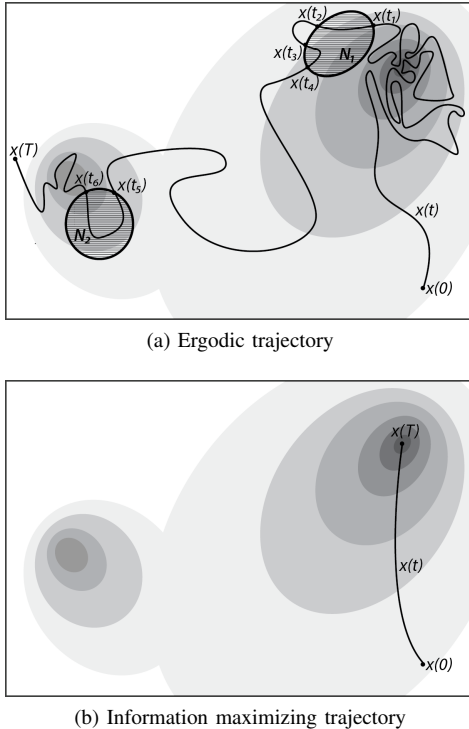 x(t₂) x(t₁)
x(t₃) N₁
x(t₄)
x(T)
x(t₆) x(t₅)
N₂
x(t)
x(0)
(a) Ergodic trajectory
x(T)
x(t)
x(0)
(b) Information maximizing trajectory